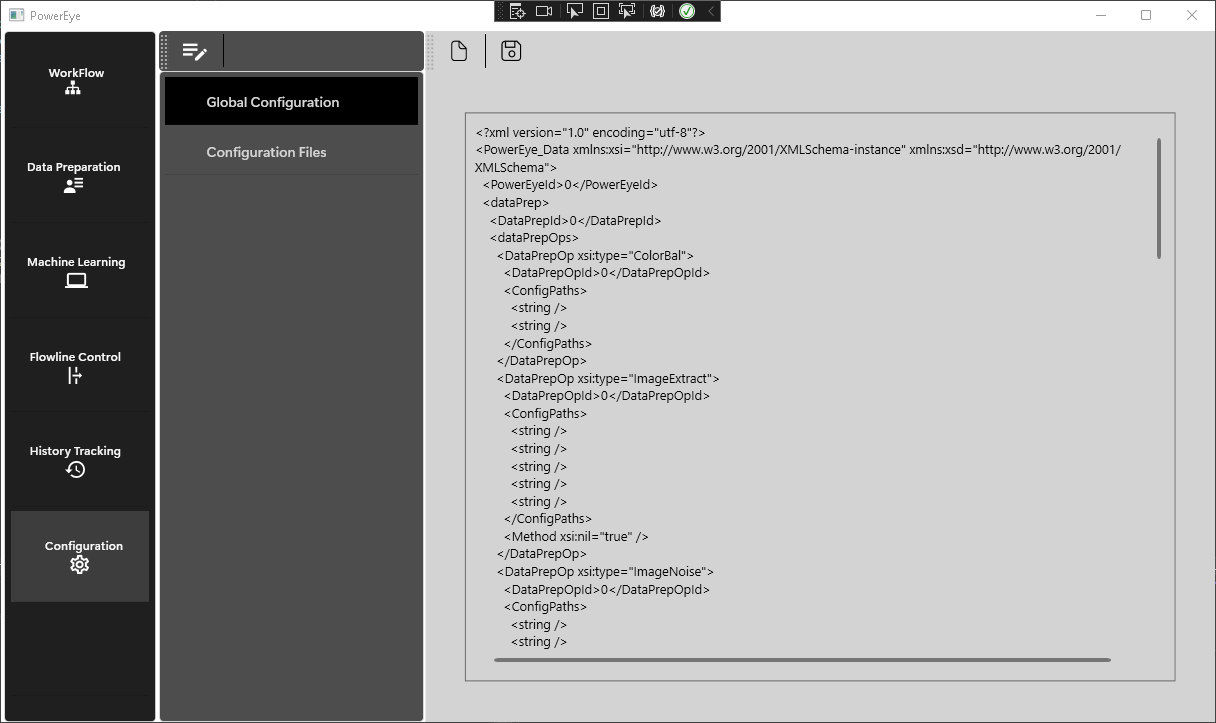 PowerEye
WorkFlow
Data Preparation
Machine Learning
Flowline Control
History Tracking
Configuration
Global Configuration
Configuration Files
<?xml version="1.0" encoding="utf-8"?>
<PowerEye_Data xmlns:xsi="http://www.w3.org/2001/XMLSchema-instance" xmlns:xsd="http://www.w3.org/2001/
XMLSchema">
<PowerEyeId>0</PowerEyeId>
<dataPrep>
<DataPrepId>0</DataPrepId>
<dataPrepOps>
<DataPrepOp xsi:type="ColorBal">
<DataPrepOpId>0</DataPrepOpId>
<ConfigPaths>
<string />
<string />
</ConfigPaths>
</DataPrepOp>
<DataPrepOp xsi:type="ImageExtract">
<DataPrepOpId>0</DataPrepOpId>
<ConfigPaths>
<string />
<string />
<string />
<string />
<string />
</ConfigPaths>
<Method xsi:nil="true" />
</DataPrepOp>
<DataPrepOp xsi:type="ImageNoise">
<DataPrepOpId>0</DataPrepOpId>
<ConfigPaths>
<string />
<string />